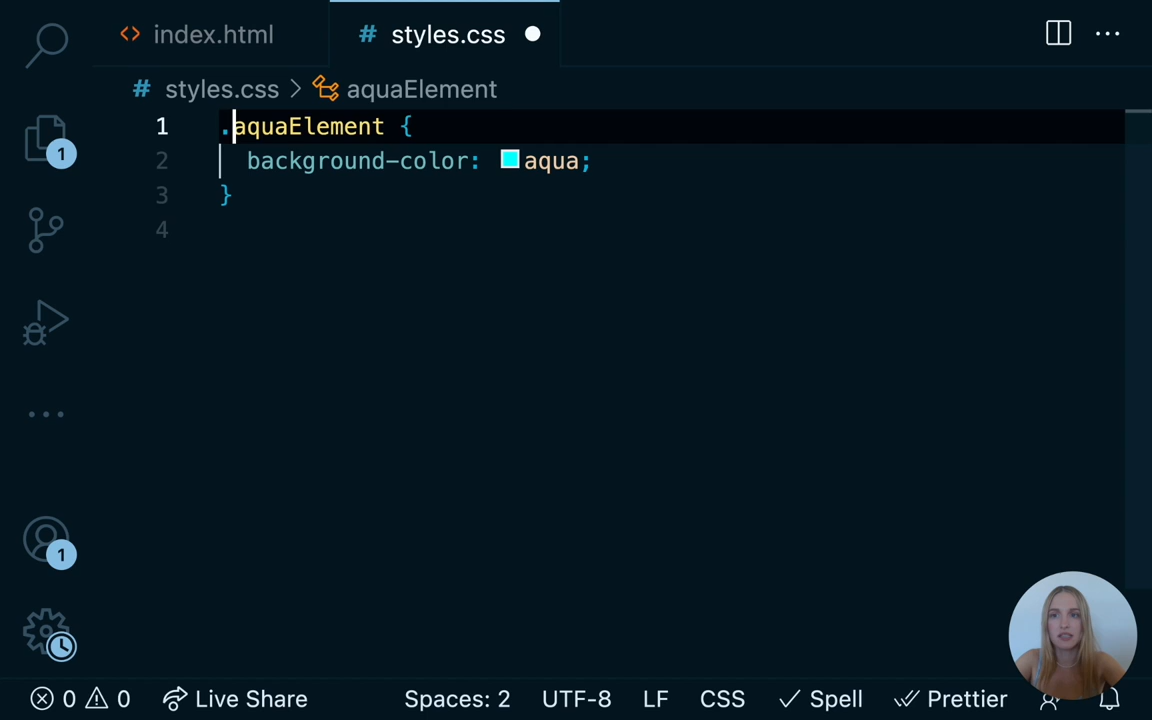 <> index.html
# styles.css
# styles.css > aquaElement
1 .aquaElement {
2 background-color: aqua;
3 }
4
1
1
0 0 Live Share Spaces: 2 UTF-8 LF CSS Spell Prettier